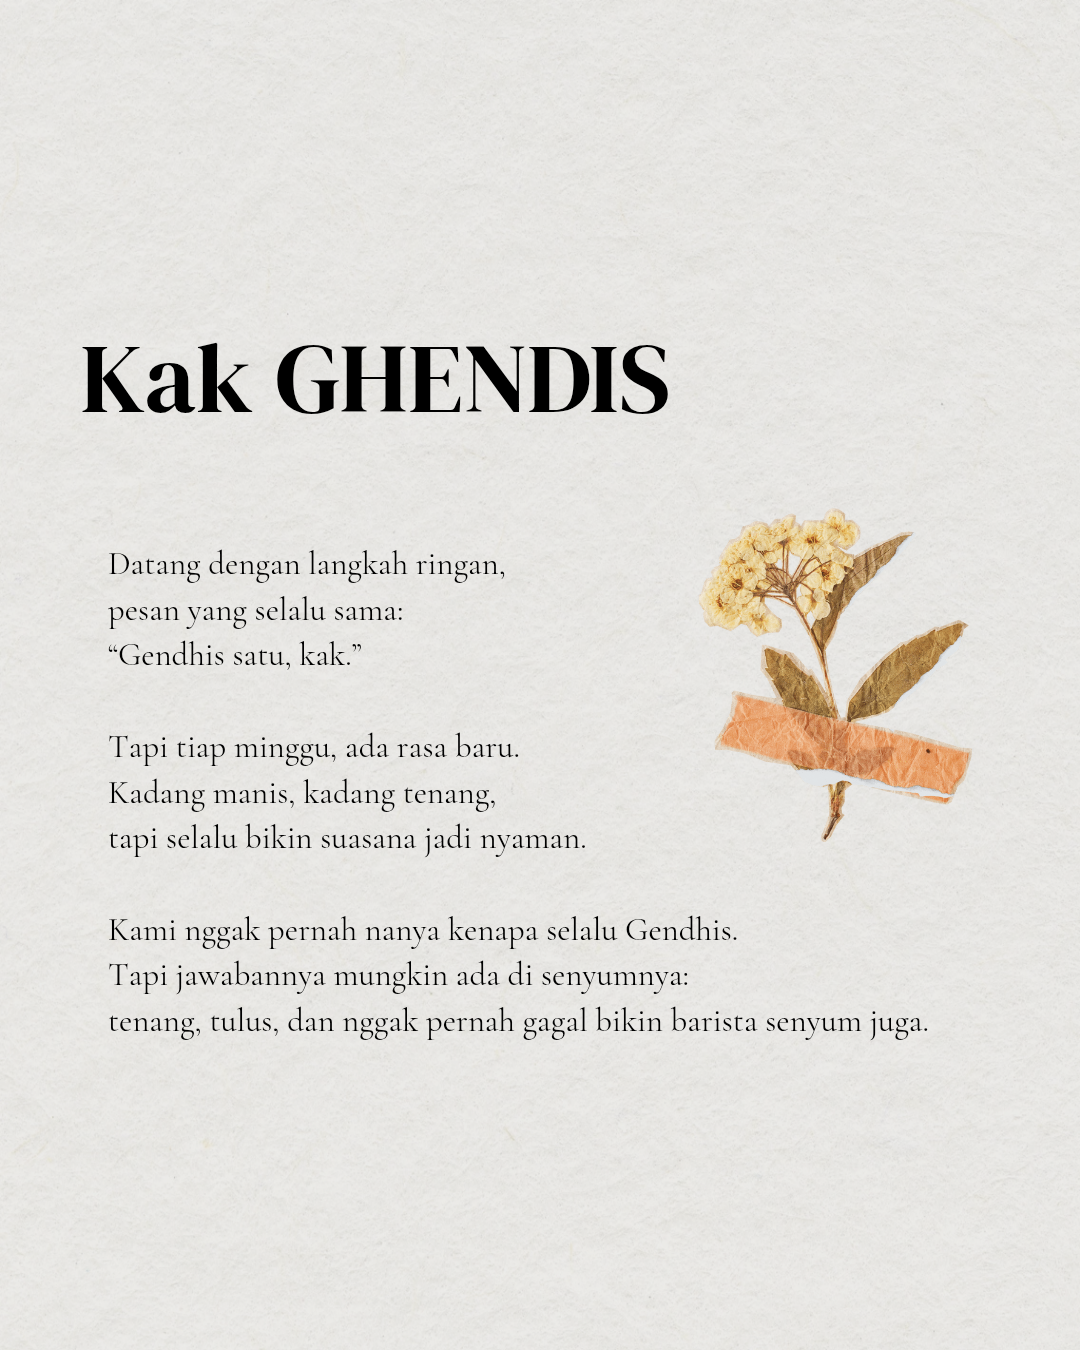 Kak GHENDIS
Datang dengan langkah ringan,
pesan yang selalu sama:
“Gendhis satu, kak.”
Tapi tiap minggu, ada rasa baru.
Kadang manis, kadang tenang,
tapi selalu bikin suasana jadi nyaman.
Kami nggak pernah nanya kenapa selalu Gendhis.
Tapi jawabannya mungkin ada di senyumnya:
tenang, tulus, dan nggak pernah gagal bikin barista senyum juga.